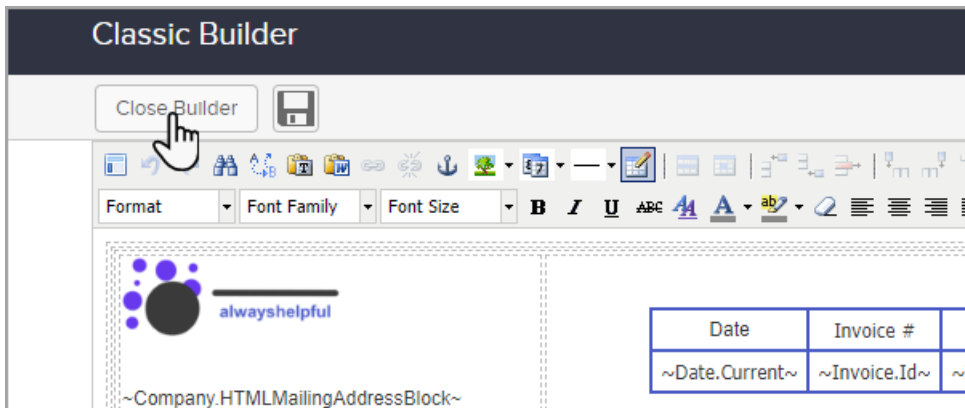 Classic Builder
Close Builder
Format Font Family Font Size B I U ABC A A ab
alwayshelpful
Date Invoice #
~Date.Current~ ~Invoice.Id~ ~
~Company.HTMLMailingAddressBlock~